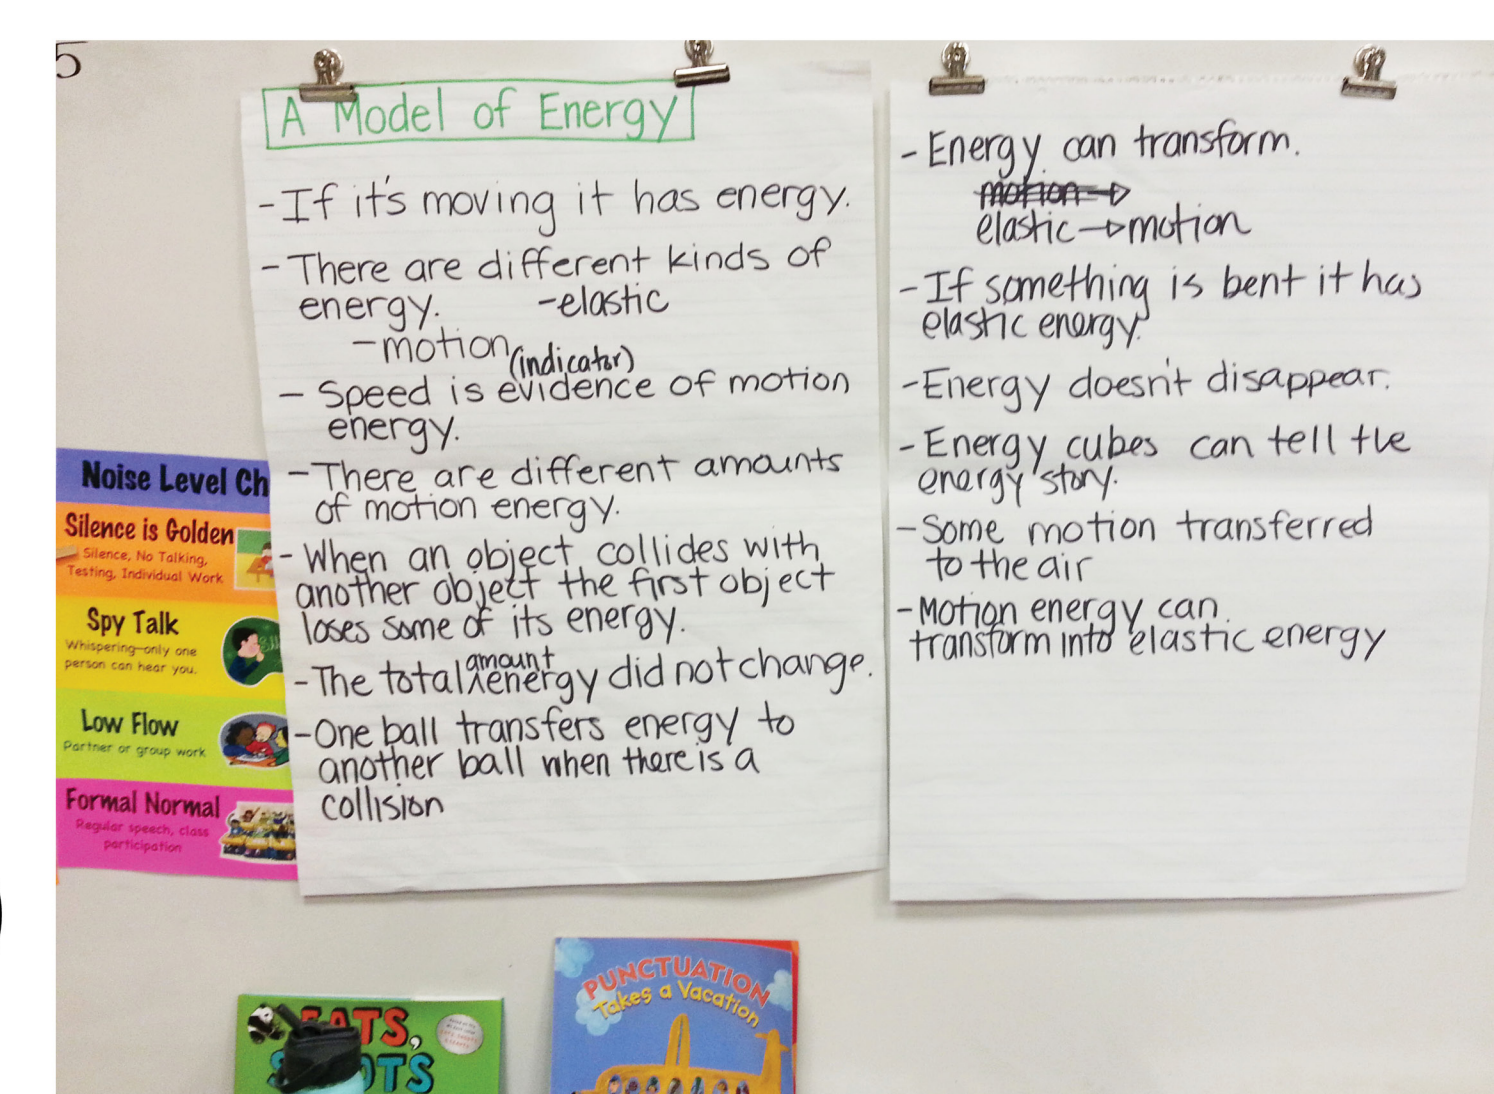 5
A Model of Energy
- If it's moving it has energy.
- There are different kinds of
energy. - elastic
- motion
(indicator)
- Speed is evidence of motion
energy.
- There are different amounts
of motion energy.
- When an object collides with
another object the first object
loses some of its energy.
amount
- The total ^ energy did not change.
- One ball transfers energy to
another ball when there is a
collision
- Energy can transform.
motion →
elastic → motion
- If something is bent it has
elastic energy.
- Energy doesn't disappear.
- Energy cubes can tell the
energy story.
- Some motion transferred
to the air
- Motion energy can
transform into elastic energy
Noise Level Ch
Silence is Golden
Silence, No Talking,
Testing, Individual Work
Spy Talk
Whispering—only one
person can hear you.
Low Flow
Partner or group work
Formal Normal
Regular speech, class
participation
EATS,
PUNCTUATION
Takes a Vacation